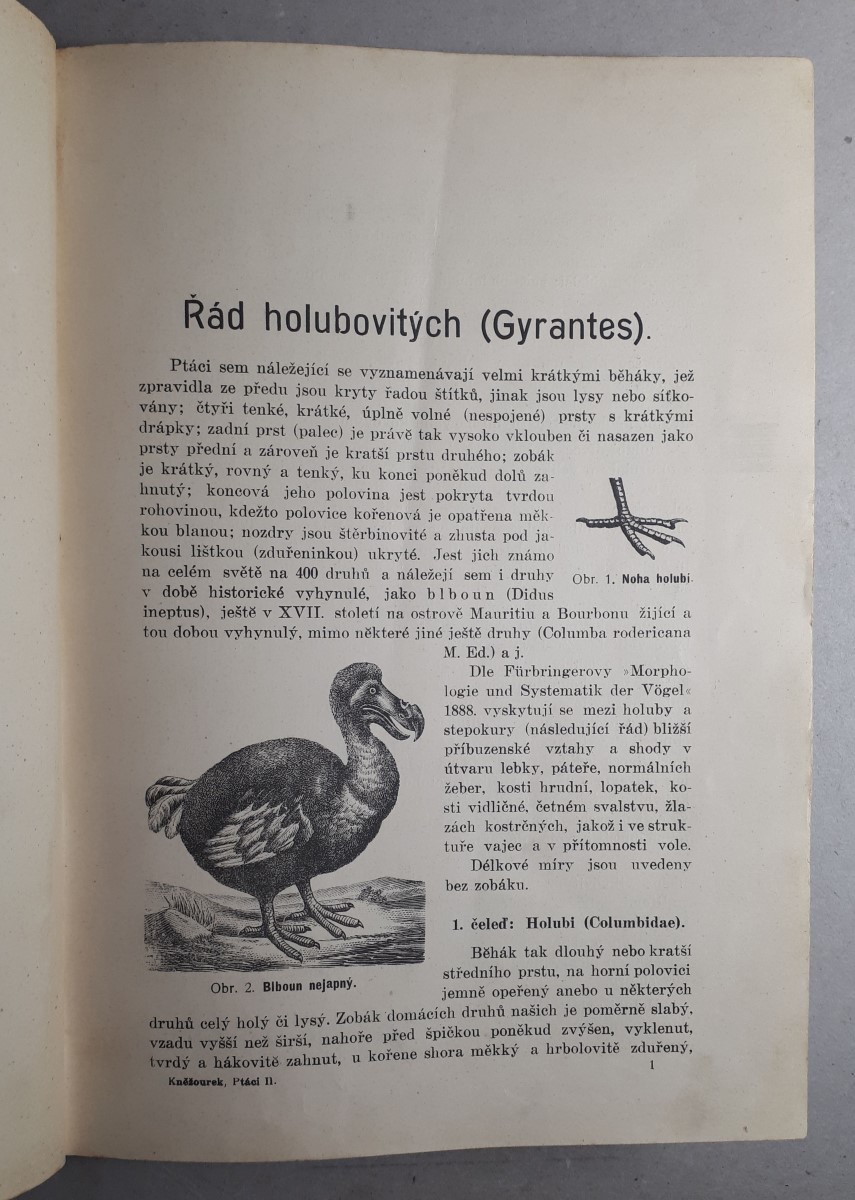 Řád holubovitých (Gyrantes).
Ptáci sem náležející se vyznamenávají velmi krátkými běháky, jež
zpravidla ze předu jsou kryty řadou štítků, jinak jsou lysy nebo síťko-
vány; čtyři tenké, krátké, úplně volné (nespojené) prsty s krátkými
drápky; zadní prst (palec) je právě tak vysoko vklouben či nasazen jako
prsty přední a zároveň je kratší prstu druhého; zobák
je krátký, rovný a tenký, ku konci poněkud dolů za-
hnutý; koncová jeho polovina jest pokryta tvrdou
rohovinou, kdežto polovice kořenová je opatřena měk-
kou blanou; nozdry jsou štěrbinovité a zhusta pod ja-
kousi lištkou (zduřeninkou) ukryté. Jest jich známo
na celém světě na 400 druhů a náležejí sem i druhy
v době historické vyhynulé, jako blboun (Didus
ineptus), ještě v XVII. století na ostrově Mauritiu a Bourbonu žijící a
tou dobou vyhynulý, mimo některé jiné ještě druhy (Columba rodericana
M. Ed.) a j.
Obr. 1. Noha holubi.
Dle Fürbringerovy »Morpho-
logie und Systematik der Vögel«
1888. vyskytují se mezi holuby a
stepokury (následující řád) bližší
příbuzenské vztahy a shody v
útvaru lebky, páteře, normálních
žeber, kosti hrudní, lopatek, ko-
sti vidličné, četném svalstvu, žla-
zách kostrčných, jakož i ve struk-
tuře vajec a v přítomnosti vole.
Délkové míry jsou uvedeny
bez zobáku.
Obr. 2. Blboun nejapný.
1. čeleď: Holubi (Columbidae).
Běhák tak dlouhý nebo kratší
středního prstu, na horní polovici
jemně opeřený anebo u některých
druhů celý holý či lysý. Zobák domácích druhů našich je poměrně slabý,
vzadu vyšší než širší, nahoře před špičkou poněkud zvýšen, vyklenut,
tvrdý a hákovitě zahnut, u kořene shora měkký a hrbolovitě zduřený,
Kněžourek, Ptáci II.
1